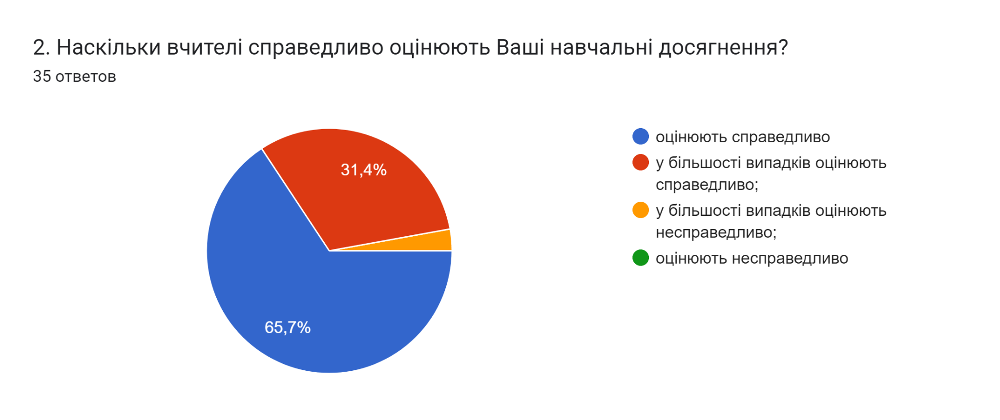 2. Наскільки вчителі справедливо оцінюють Ваші навчальні досягнення?
35 ответов
31,4%
65,7%
оцінюють справедливо
у більшості випадків оцінюють
справедливо;
у більшості випадків оцінюють
несправедливо;
оцінюють несправедливо